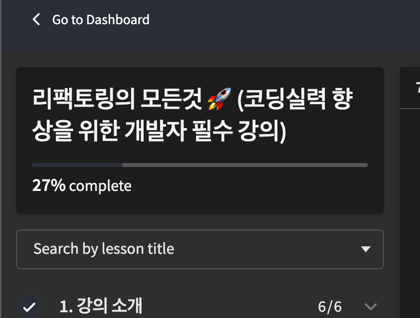 Go to Dashboard
리팩토링의 모든것 🚀 (코딩실력 향
상을 위한 개발자 필수 강의)
27% complete
Search by lesson title
1. 강의 소개 6/6